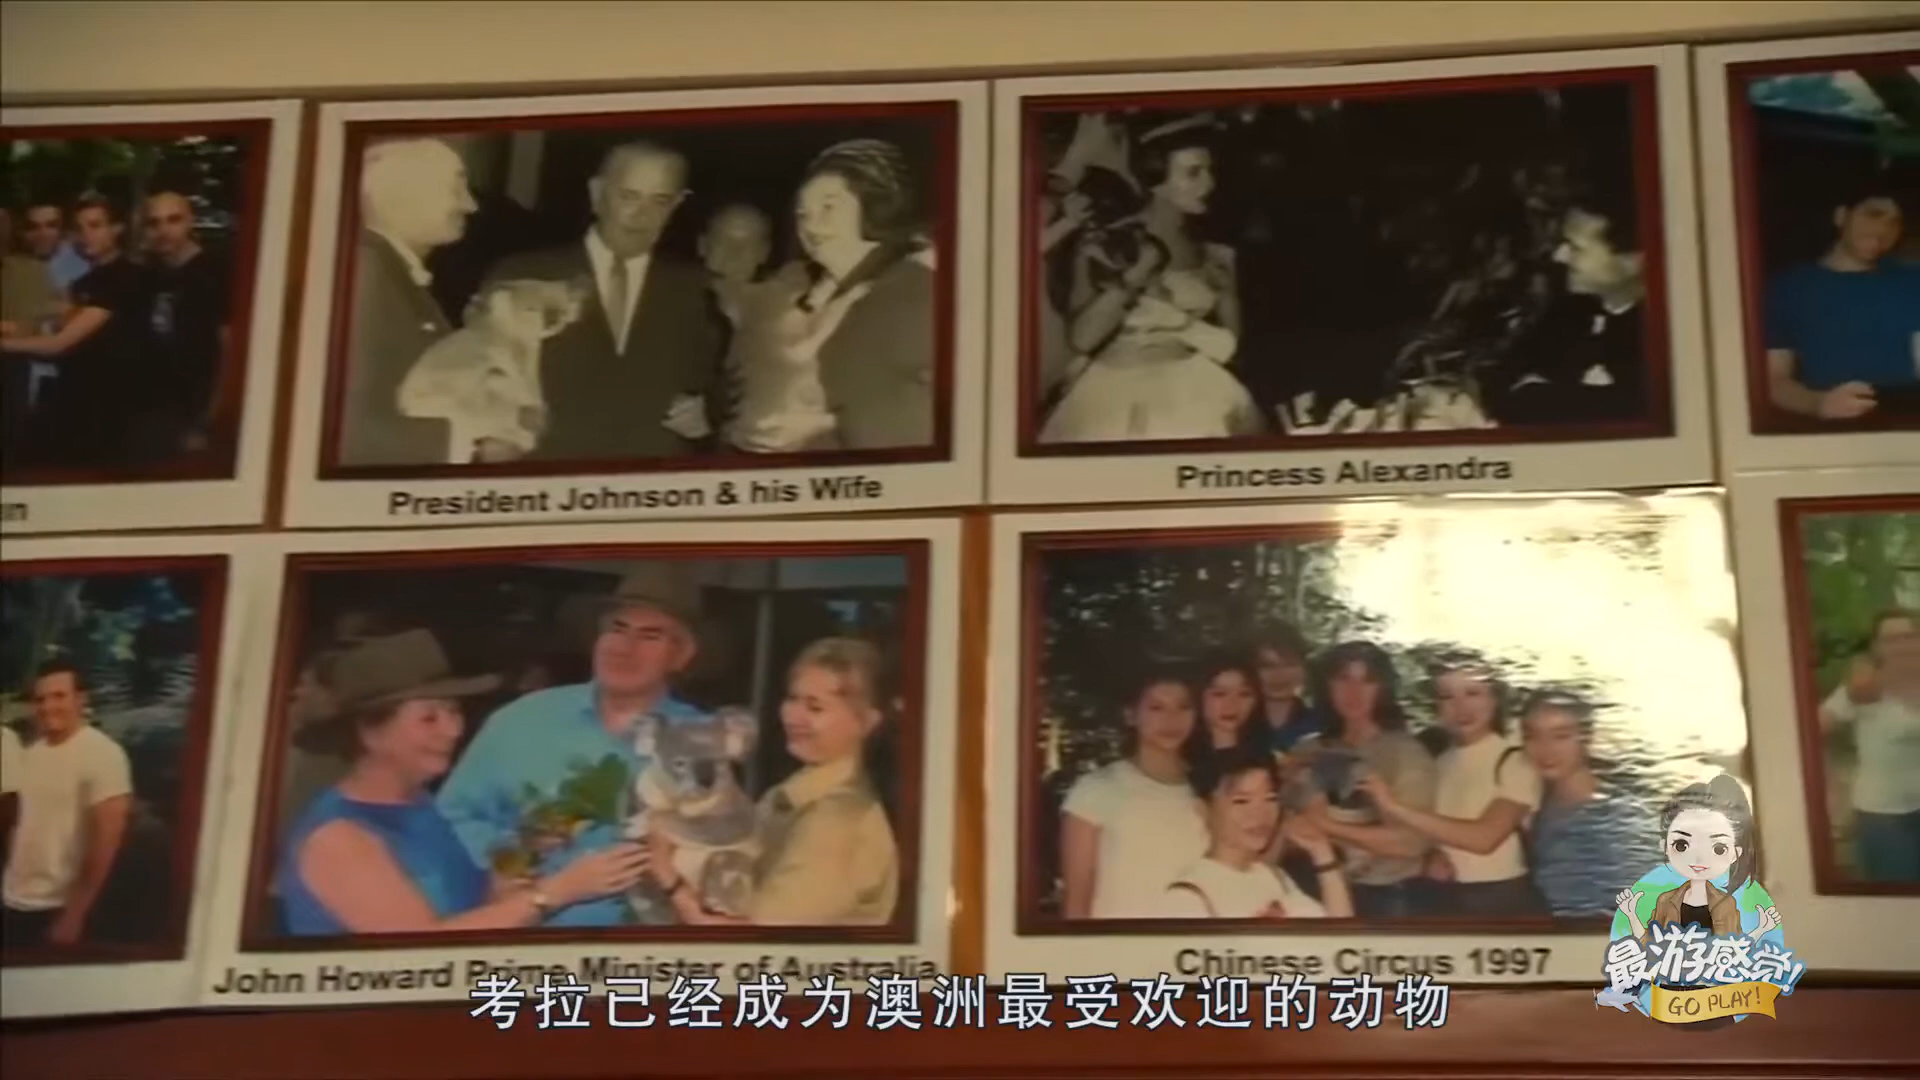 President Johnson & his Wife
Princess Alexandra
John Howard Prime Minister of Australia
Chinese Circus 1997
考拉已经成为澳洲最受欢迎的动物
最游感觉!
GO PLAY!